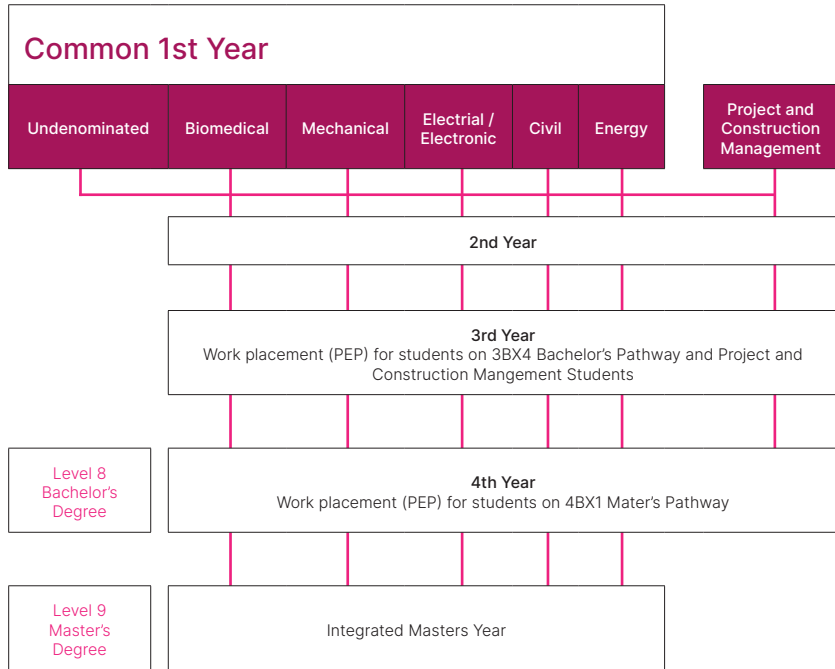 Common 1st Year
Undenominated
Biomedical
Mechanical
Electrial /
Electronic
Civil
Energy
Project and
Construction
Management
2nd Year
3rd Year
Work placement (PEP) for students on 3BX4 Bachelor's Pathway and Project and
Construction Mangement Students
Level 8
Bachelor's
Degree
4th Year
Work placement (PEP) for students on 4BX1 Mater's Pathway
Level 9
Master's
Degree
Integrated Masters Year